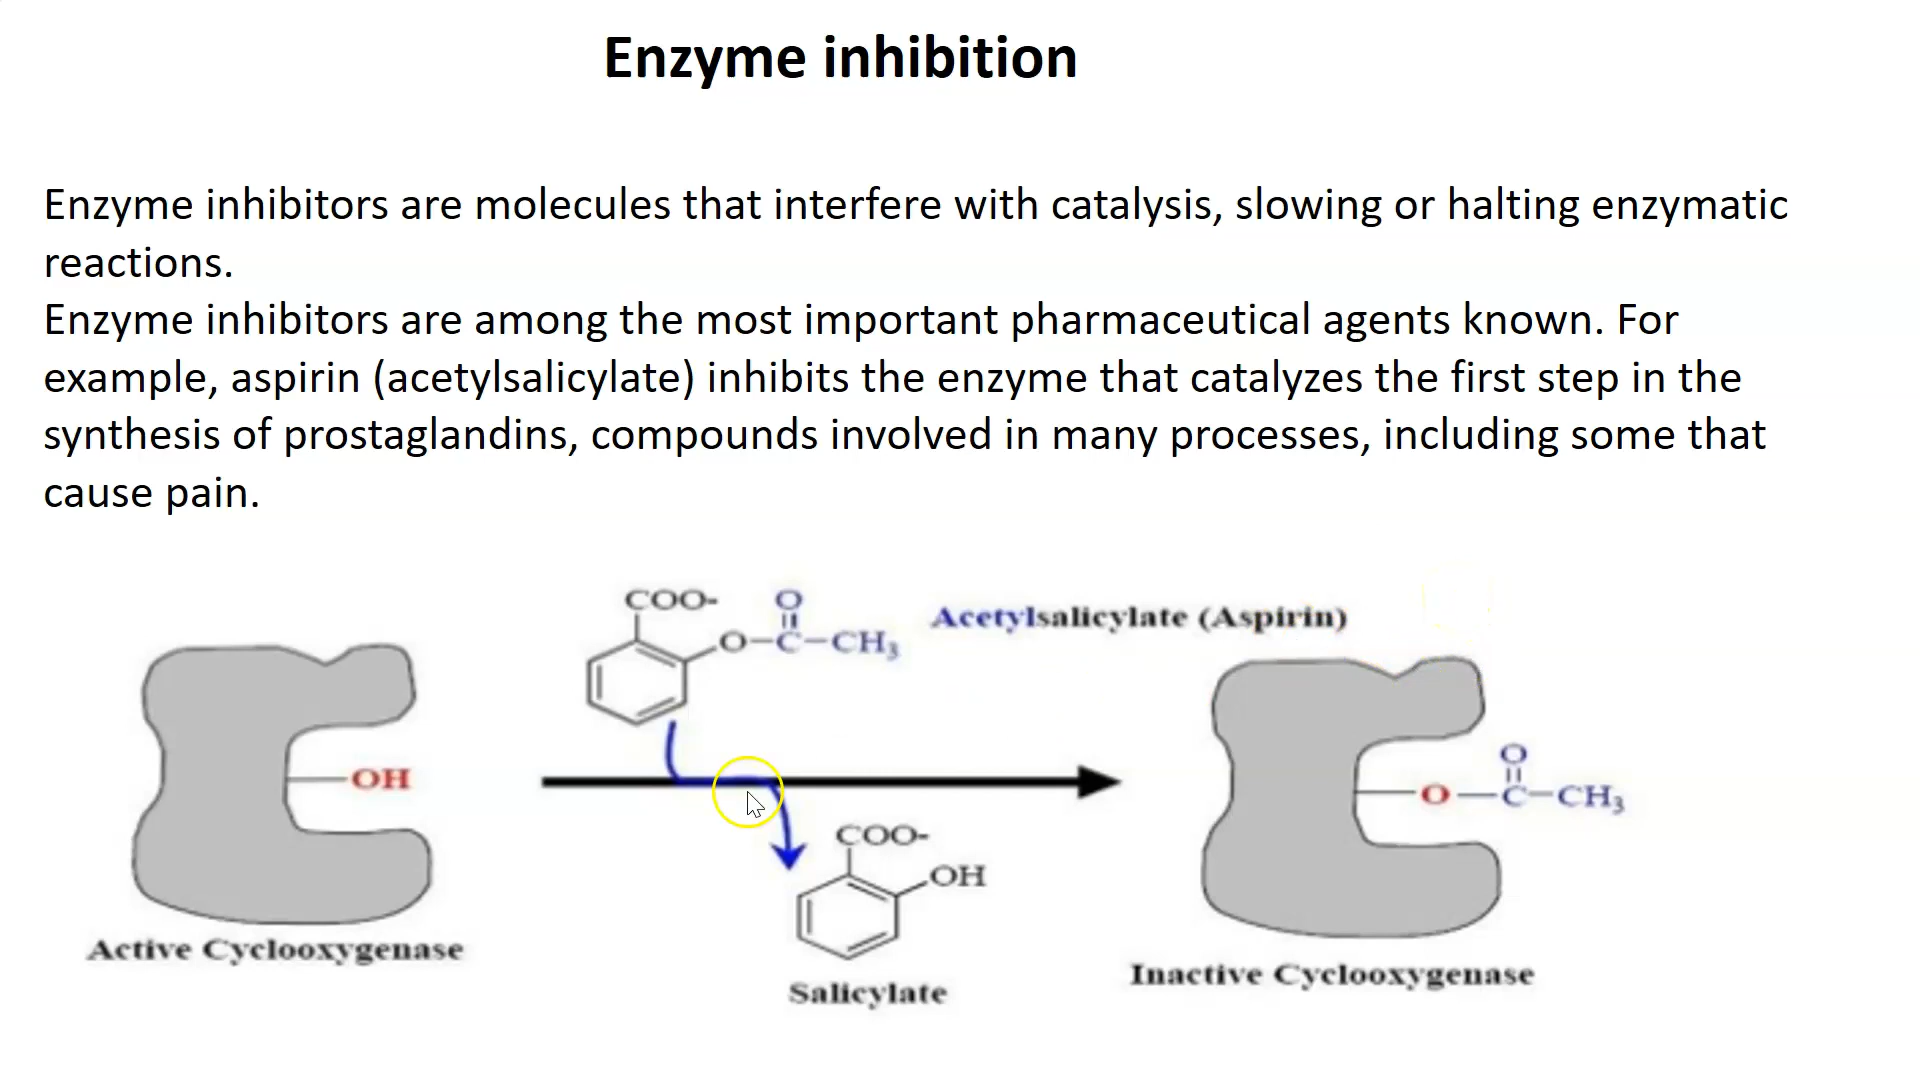 Enzyme inhibition
Enzyme inhibitors are molecules that interfere with catalysis, slowing or halting enzymatic
reactions.
Enzyme inhibitors are among the most important pharmaceutical agents known. For
example, aspirin (acetylsalicylate) inhibits the enzyme that catalyzes the first step in the
synthesis of prostaglandins, compounds involved in many processes, including some that
cause pain.
COO-
O
O-C-CH₃
Acetylsalicylate (Aspirin)
OH
Active Cyclooxygenase
COO-
OH
Salicylate
O
O-C-CH₃
Inactive Cyclooxygenase